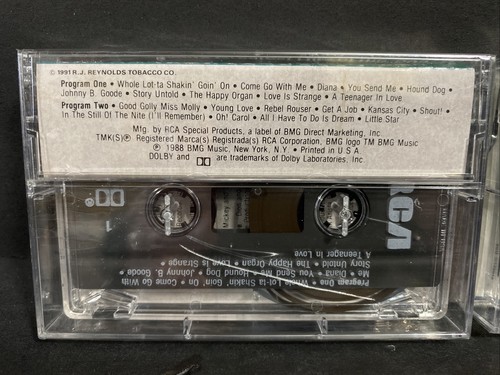 © 1991 R.J. REYNOLDS TOBACCO CO.
Program One • Whole Lot-ta Shakin' Goin' On • Come Go With Me • Diana • You Send Me • Hound Dog •
Johnny B. Goode • Story Untold • The Happy Organ • Love Is Strange • A Teenager In Love
Program Two • Good Golly Miss Molly • Young Love • Rebel Rouser • Get A Job • Kansas City • Shout! •
In The Still Of The Nite (I'll Remember) • Oh! Carol • All I Have To Do Is Dream • Little Star
Mfg. by RCA Special Products, a label of BMG Direct Marketing, Inc.
TMK(S)® Registered Marca(s) Registrada(s) RCA Corporation, BMG logo TM BMG Music
Ⓟ 1988 BMG Music, New York, N.Y. • Printed in U.S.A.
DOLBY and are trademarks of Dolby Laboratories, Inc.
RCA
1
Program One • Whole Lot-ta Shakin' Goin' On • Come Go With
Me • Diana • You Send Me • Hound Dog • Johnny B. Goode •
Story Untold • The Happy Organ • Love Is Strange •
A Teenager In Love